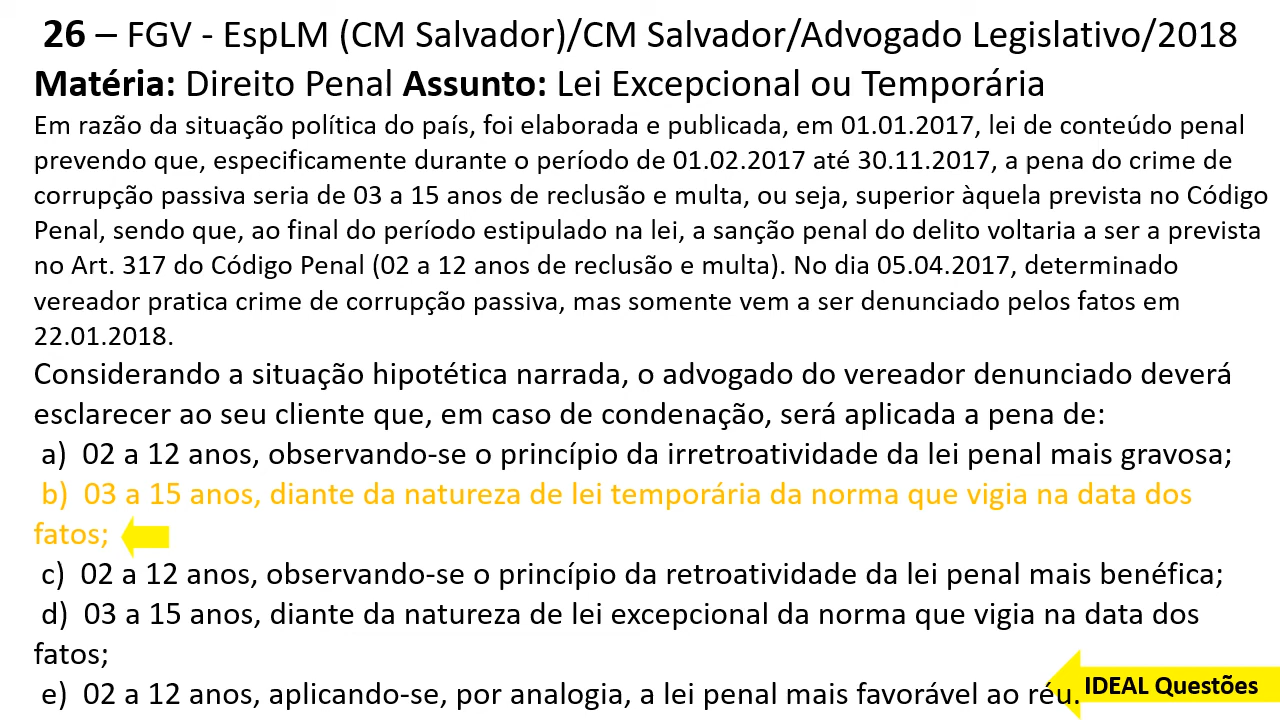 26 – FGV - EspLM (CM Salvador)/CM Salvador/Advogado Legislativo/2018
Matéria: Direito Penal Assunto: Lei Excepcional ou Temporária
Em razão da situação política do país, foi elaborada e publicada, em 01.01.2017, lei de conteúdo penal
prevendo que, especificamente durante o período de 01.02.2017 até 30.11.2017, a pena do crime de
corrupção passiva seria de 03 a 15 anos de reclusão e multa, ou seja, superior àquela prevista no Código
Penal, sendo que, ao final do período estipulado na lei, a sanção penal do delito voltaria a ser a prevista
no Art. 317 do Código Penal (02 a 12 anos de reclusão e multa). No dia 05.04.2017, determinado
vereador pratica crime de corrupção passiva, mas somente vem a ser denunciado pelos fatos em
22.01.2018.
Considerando a situação hipotética narrada, o advogado do vereador denunciado deverá
esclarecer ao seu cliente que, em caso de condenação, será aplicada a pena de:
a) 02 a 12 anos, observando-se o princípio da irretroatividade da lei penal mais gravosa;
b) 03 a 15 anos, diante da natureza de lei temporária da norma que vigia na data dos
fatos;
c) 02 a 12 anos, observando-se o princípio da retroatividade da lei penal mais benéfica;
d) 03 a 15 anos, diante da natureza de lei excepcional da norma que vigia na data dos
fatos;
e) 02 a 12 anos, aplicando-se, por analogia, a lei penal mais favorável ao réu.
IDEAL Questões